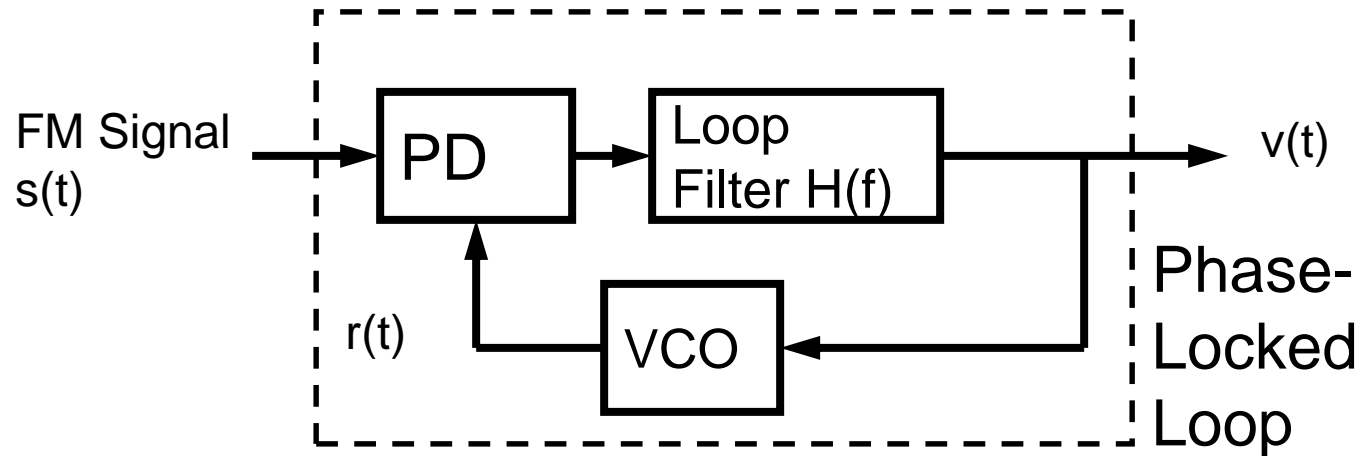 FM Signal
s(t)
PD
Loop
Filter H(f)
v(t)
r(t)
VCO
Phase-
Locked
Loop